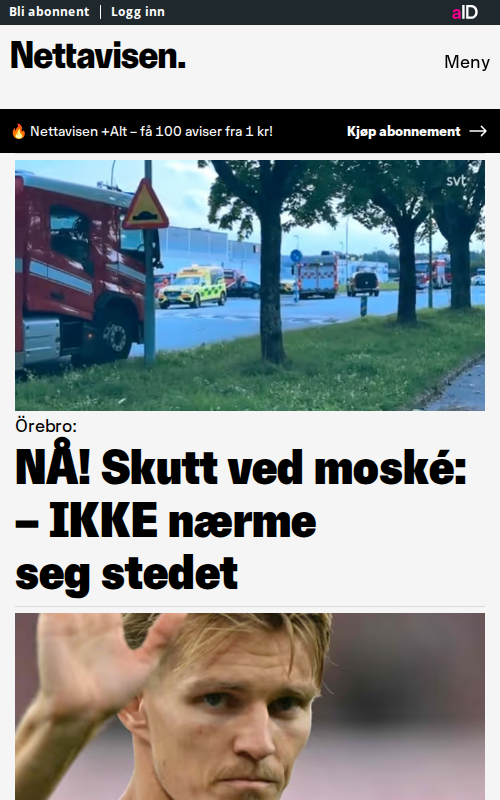 Bli abonnent | Logg inn
aID
Nettavisen.
Meny
🔥 Nettavisen +Alt – få 100 aviser fra 1 kr!
Kjøp abonnement →
svt
Örebro:
NÅ! Skutt ved moské:
– IKKE nærme
seg stedet